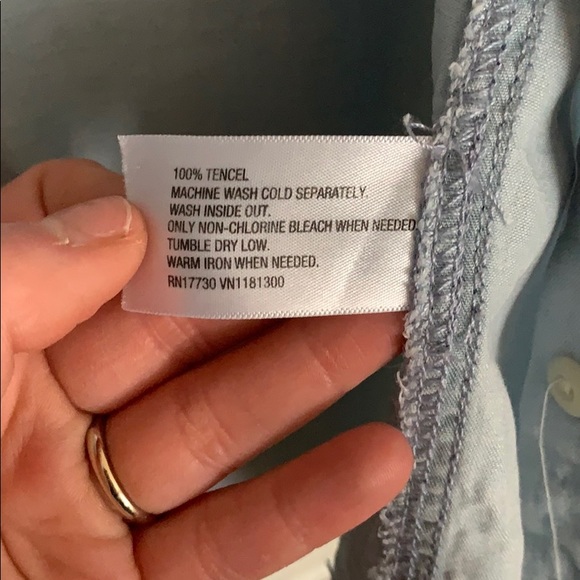 100% TENCEL
MACHINE WASH COLD SEPARATELY.
WASH INSIDE OUT.
ONLY NON-CHLORINE BLEACH WHEN NEEDED
TUMBLE DRY LOW.
WARM IRON WHEN NEEDED.
RN17730 VN1181300